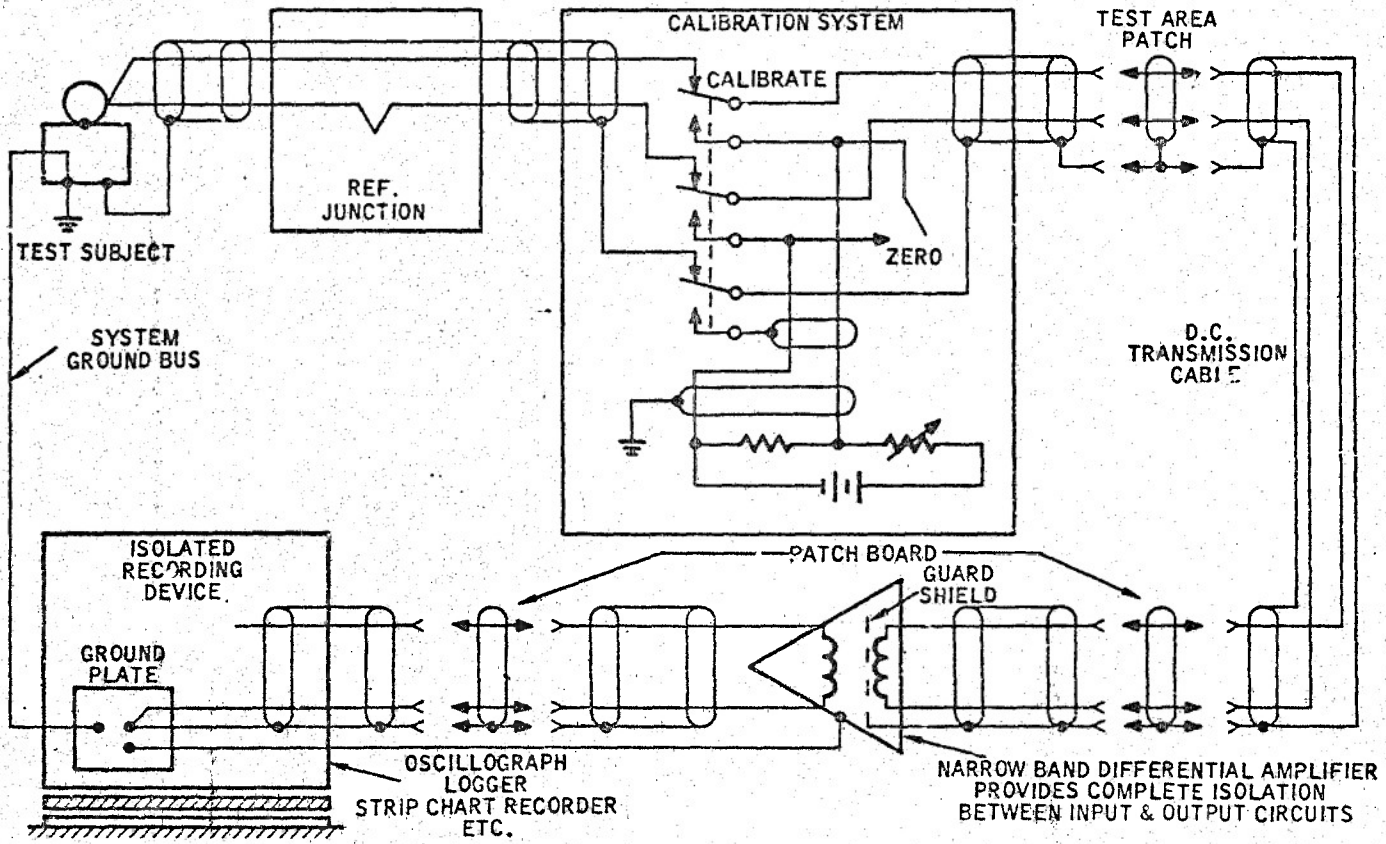 CALIBRATION SYSTEM
TEST AREA
PATCH
CALIBRATE
REF.
JUNCTION
TEST SUBJECT
ZERO
SYSTEM
GROUND BUS
D.C.
TRANSMISSION
CABLE
ISOLATED
RECORDING
DEVICE
PATCH BOARD
GUARD
SHIELD
GROUND
PLATE
OSCILLOGRAPH
LOGGER
STRIP CHART RECORDER
ETC.
NARROW BAND DIFFERENTIAL AMPLIFIER
PROVIDES COMPLETE ISOLATION
BETWEEN INPUT & OUTPUT CIRCUITS